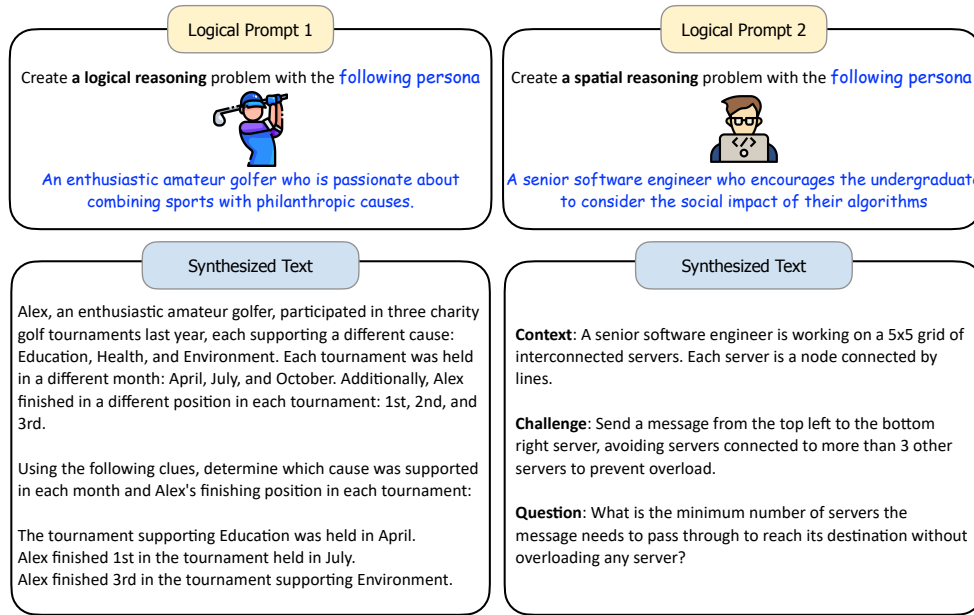 Logical Prompt 1
Create a logical reasoning problem with the following persona
An enthusiastic amateur golfer who is passionate about
combining sports with philanthropic causes.
Logical Prompt 2
Create a spatial reasoning problem with the following persona
</>
A senior software engineer who encourages the undergraduate
to consider the social impact of their algorithms
Synthesized Text
Alex, an enthusiastic amateur golfer, participated in three charity
golf tournaments last year, each supporting a different cause:
Education, Health, and Environment. Each tournament was held
in a different month: April, July, and October. Additionally, Alex
finished in a different position in each tournament: 1st, 2nd, and
3rd.
Using the following clues, determine which cause was supported
in each month and Alex's finishing position in each tournament:
The tournament supporting Education was held in April.
Alex finished 1st in the tournament held in July.
Alex finished 3rd in the tournament supporting Environment.
Synthesized Text
Context: A senior software engineer is working on a 5x5 grid of
interconnected servers. Each server is a node connected by
lines.
Challenge: Send a message from the top left to the bottom
right server, avoiding servers connected to more than 3 other
servers to prevent overload.
Question: What is the minimum number of servers the
message needs to pass through to reach its destination without
overloading any server?